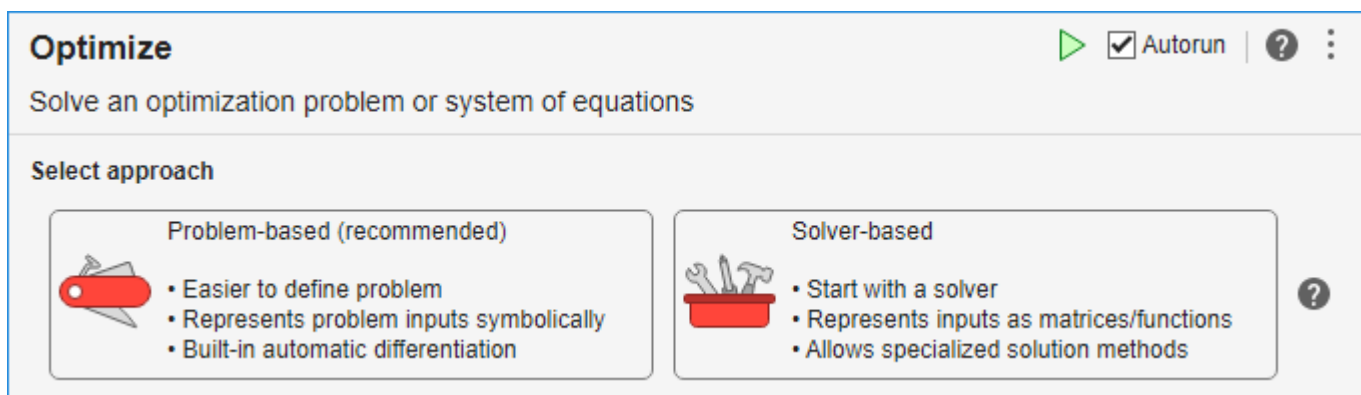 Optimize
Autorun
Solve an optimization problem or system of equations
Select approach
Problem-based (recommended)
• Easier to define problem
• Represents problem inputs symbolically
• Built-in automatic differentiation
Solver-based
• Start with a solver
• Represents inputs as matrices/functions
• Allows specialized solution methods